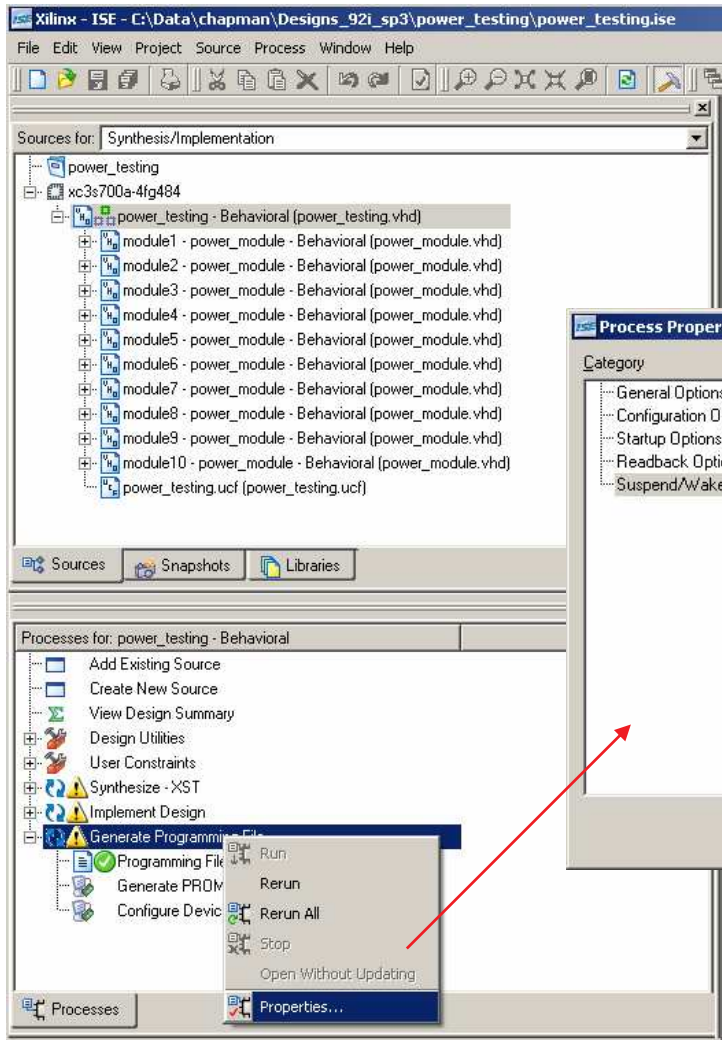 Xilinx - ISE - C:\Data\chapman\Designs_92i_sp3\power_testing\power_testing.ise
File Edit View Project Source Process Window Help
Sources for: Synthesis/Implementation
power_testing
xc3s700a-4fg484
power_testing - Behavioral (power_testing.vhd)
module1 - power_module - Behavioral (power_module.vhd)
module2 - power_module - Behavioral (power_module.vhd)
module3 - power_module - Behavioral (power_module.vhd)
module4 - power_module - Behavioral (power_module.vhd)
module5 - power_module - Behavioral (power_module.vhd)
module6 - power_module - Behavioral (power_module.vhd)
module7 - power_module - Behavioral (power_module.vhd)
module8 - power_module - Behavioral (power_module.vhd)
module9 - power_module - Behavioral (power_module.vhd)
module10 - power_module - Behavioral (power_module.vhd)
power_testing.ucf (power_testing.ucf)
Sources Snapshots Libraries
Process Proper
Category
General Options
Configuration O
Startup Options
Readback Opti
Suspend/Wake
Processes for: power_testing - Behavioral
Add Existing Source
Create New Source
View Design Summary
Design Utilities
User Constraints
Synthesize - XST
Implement Design
Generate Programming File
Programming File
Generate PROM
Configure Devic
Run
Rerun
Rerun All
Stop
Open Without Updating
Properties...
Processes